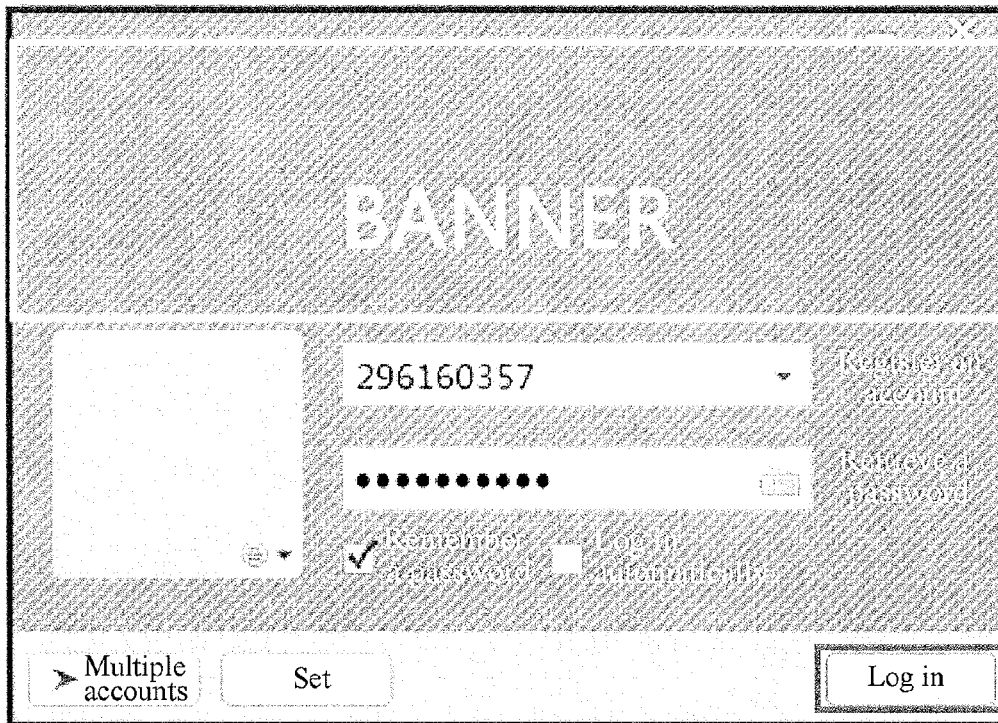 BANNER
296160357
Register an
account
••••••••••
Retrieve a
password
Remember
a password
Log in
automatically
Multiple
accounts
Set
Log in